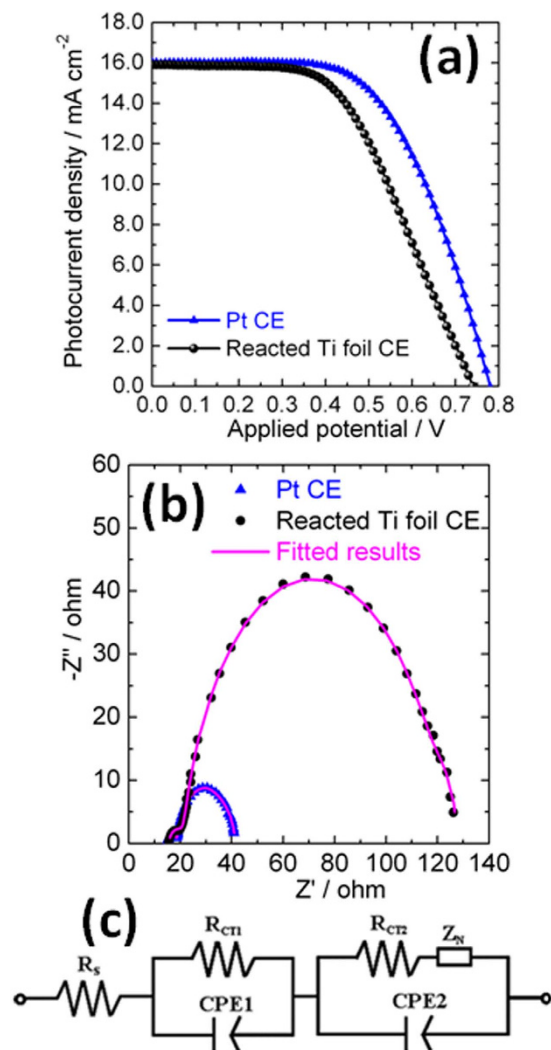 (a)
Photocurrent density / mA cm⁻²
18.0
16.0
14.0
12.0
10.0
8.0
6.0
4.0
2.0
0.0
Pt CE
Reacted Ti foil CE
0.0 0.1 0.2 0.3 0.4 0.5 0.6 0.7 0.8
Applied potential / V
(b)
-Z'' / ohm
60
50
40
30
20
10
0
Pt CE
Reacted Ti foil CE
Fitted results
0 20 40 60 80 100 120 140
Z' / ohm
(c)
R_S
R_CT1
CPE1
R_CT2
Z_N
CPE2